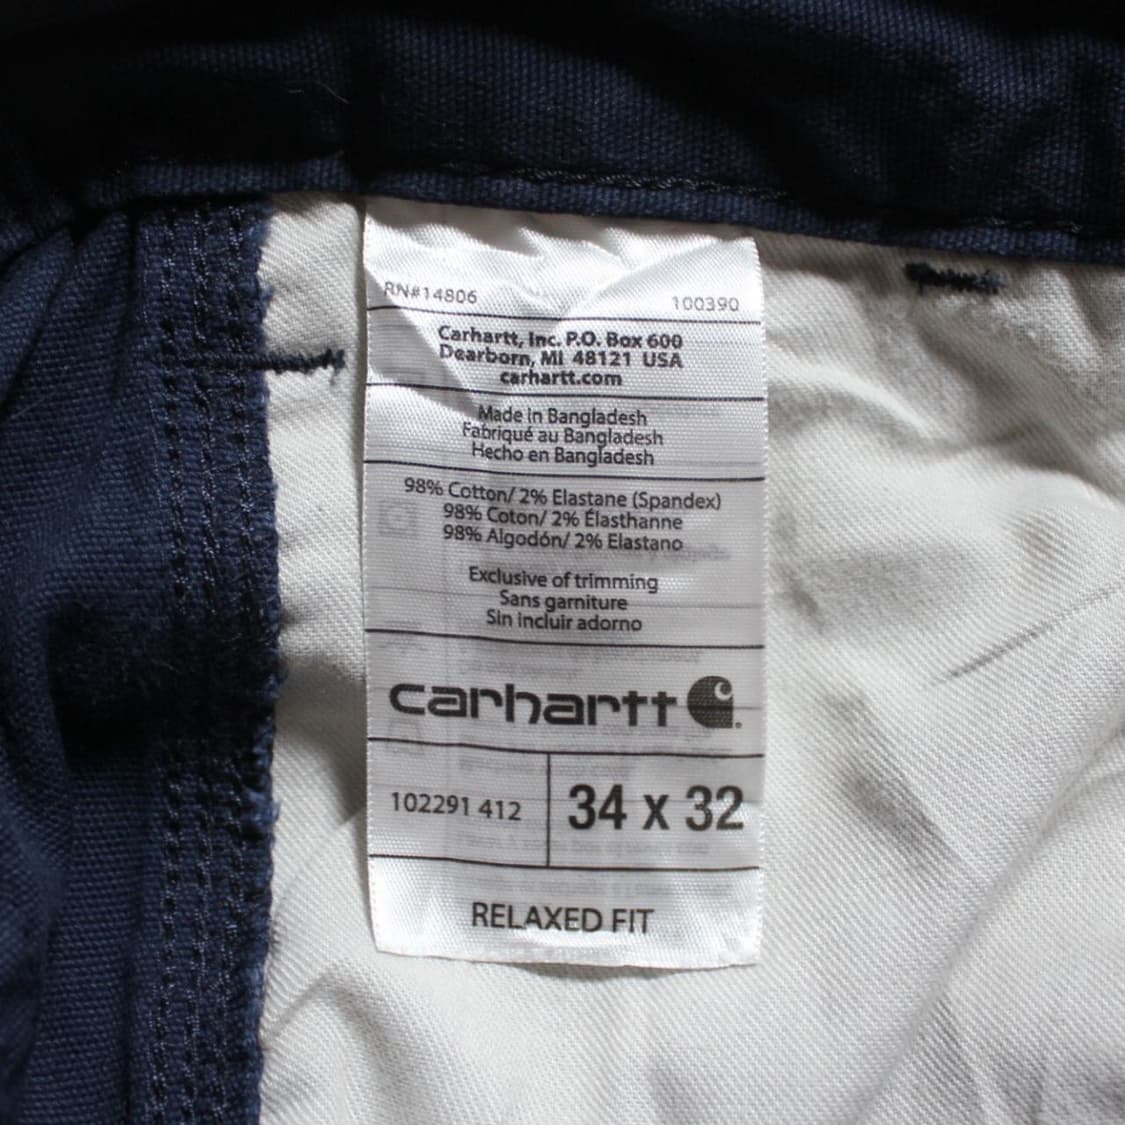 RN#14806 100390
Carhartt, Inc. P.O. Box 600
Dearborn, MI 48121 USA
carhartt.com
Made in Bangladesh
Fabriqué au Bangladesh
Hecho en Bangladesh
98% Cotton/ 2% Elastane (Spandex)
98% Coton/ 2% Élasthanne
98% Algodón/ 2% Elastano
Exclusive of trimming
Sans garniture
Sin incluir adorno
carhartt
102291 412 34 x 32
RELAXED FIT